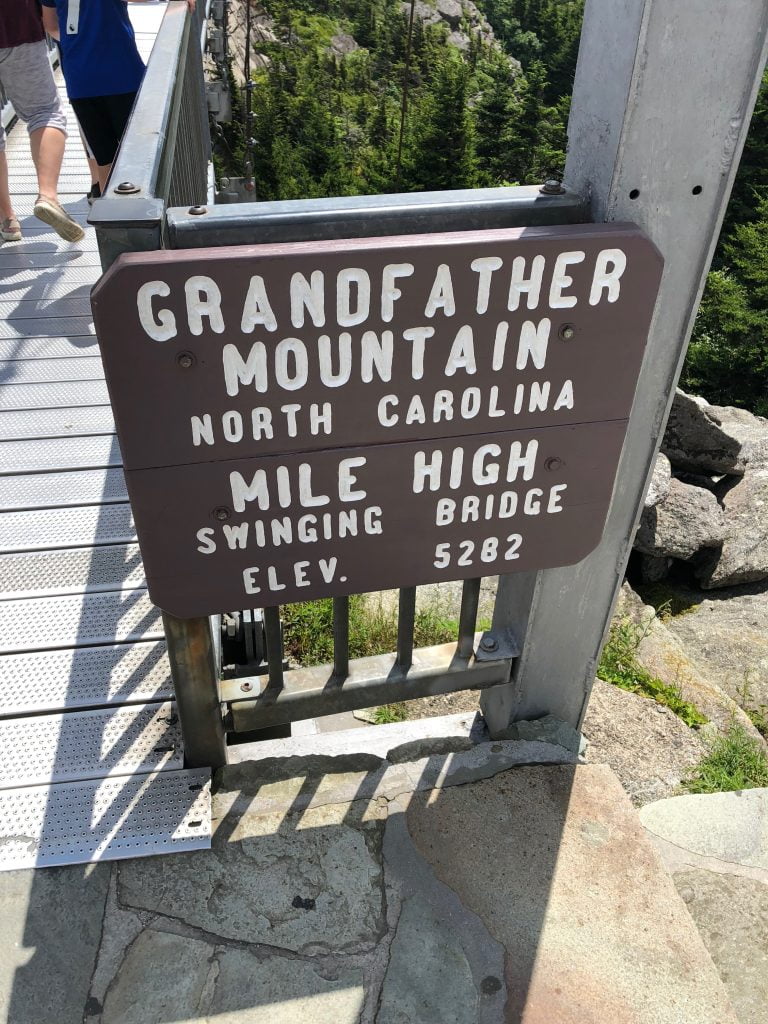 GRANDFATHER
MOUNTAIN
NORTH CAROLINA
MILE HIGH
SWINGING BRIDGE
ELEV. 5282